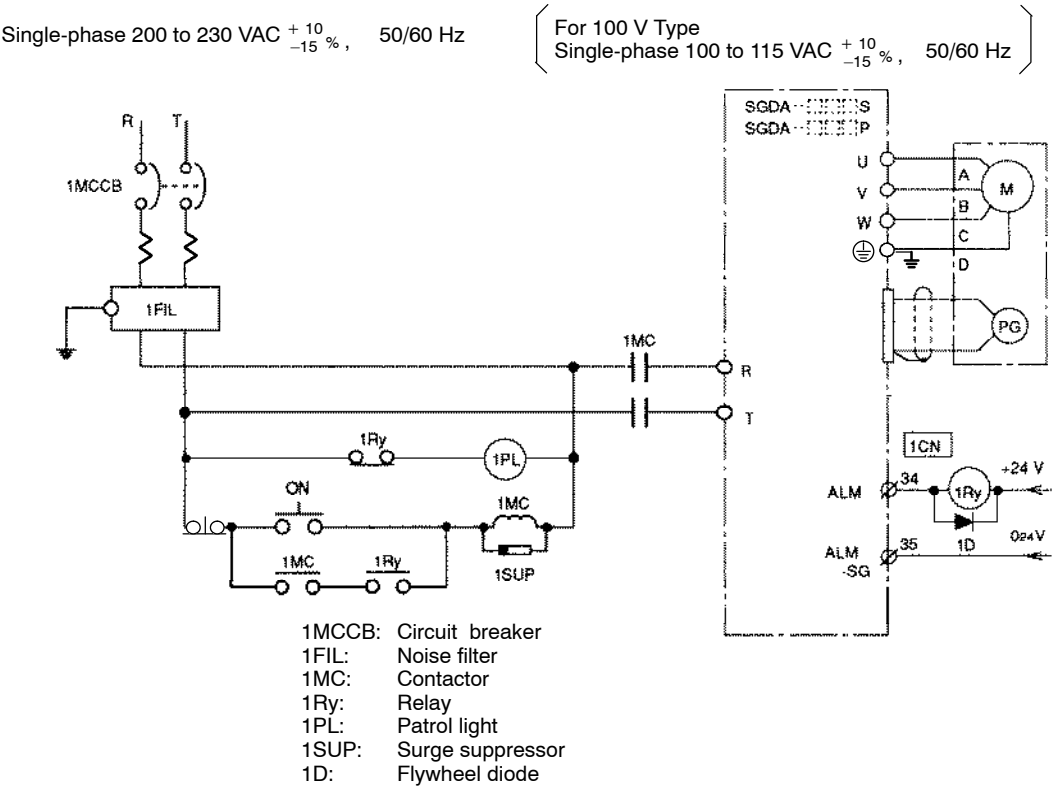 Single-phase 200 to 230 VAC + 10 −15 %, 50/60 Hz
For 100 V Type
Single-phase 100 to 115 VAC + 10 −15 %, 50/60 Hz
SGDA S
SGDA P
R T
1MCCB
1FIL
U
V
W
A
B
C
D
M
PG
1MC
R
T
1Ry
1PL
ON
1MC
1SUP
1MC 1Ry
1CN
ALM 34 1Ry +24 V
ALM 35 1D 024V
-SG
1MCCB: Circuit breaker
1FIL: Noise filter
1MC: Contactor
1Ry: Relay
1PL: Patrol light
1SUP: Surge suppressor
1D: Flywheel diode